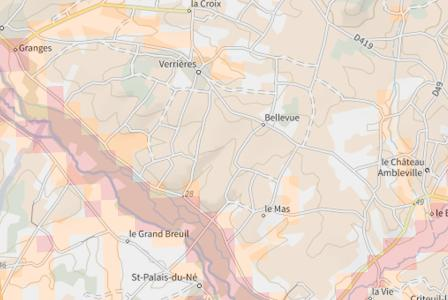 la Croix
Granges
D419
Verrières
D49
Bellevue
le Château
Ambleville
le Mas
le Grand Breuil
St-Palais-du-Né
la Vie